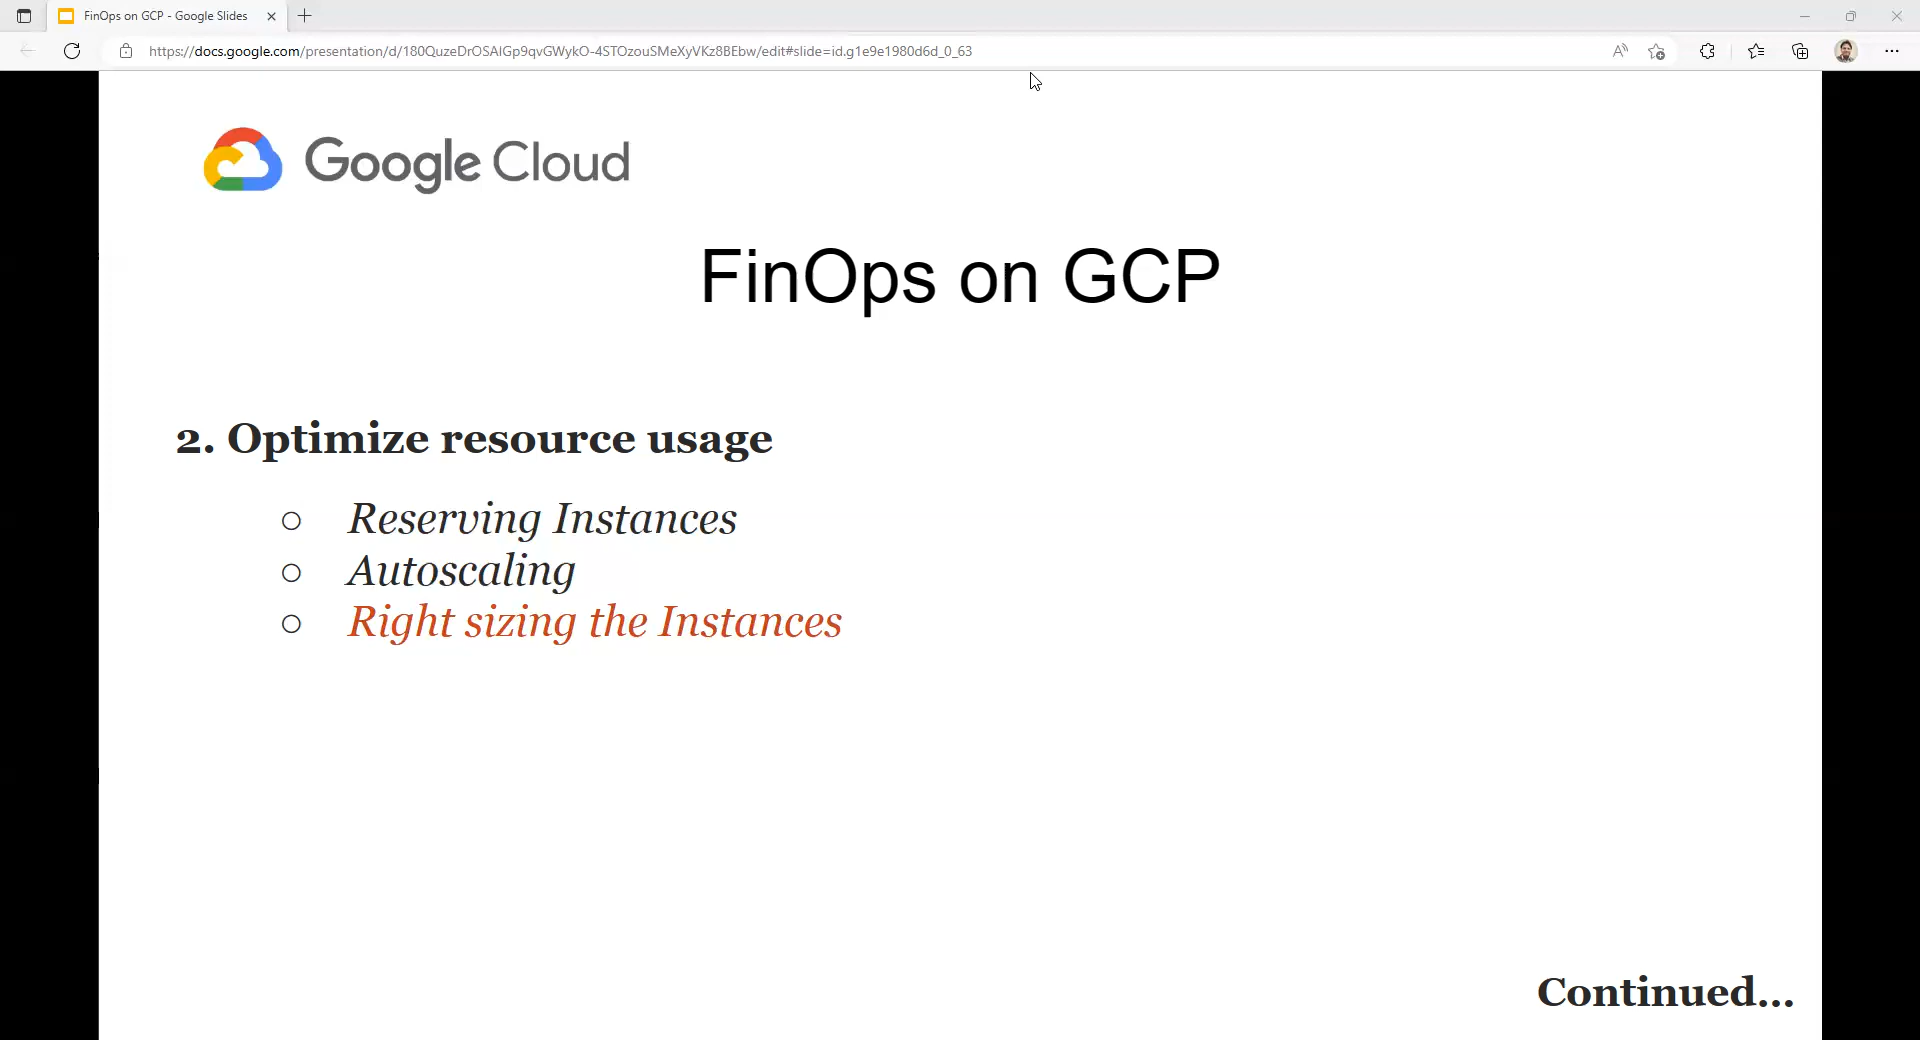 FinOps on GCP - Google Slides
https://docs.google.com/presentation/d/180QuzeDrOSAlGp9qvGWykO-4STOzouSMeXyVKz8BEbw/edit#slide=id.g1e9e1980d6d_0_63
Google Cloud
FinOps on GCP
2. Optimize resource usage
○ Reserving Instances
○ Autoscaling
○ Right sizing the Instances
Continued...